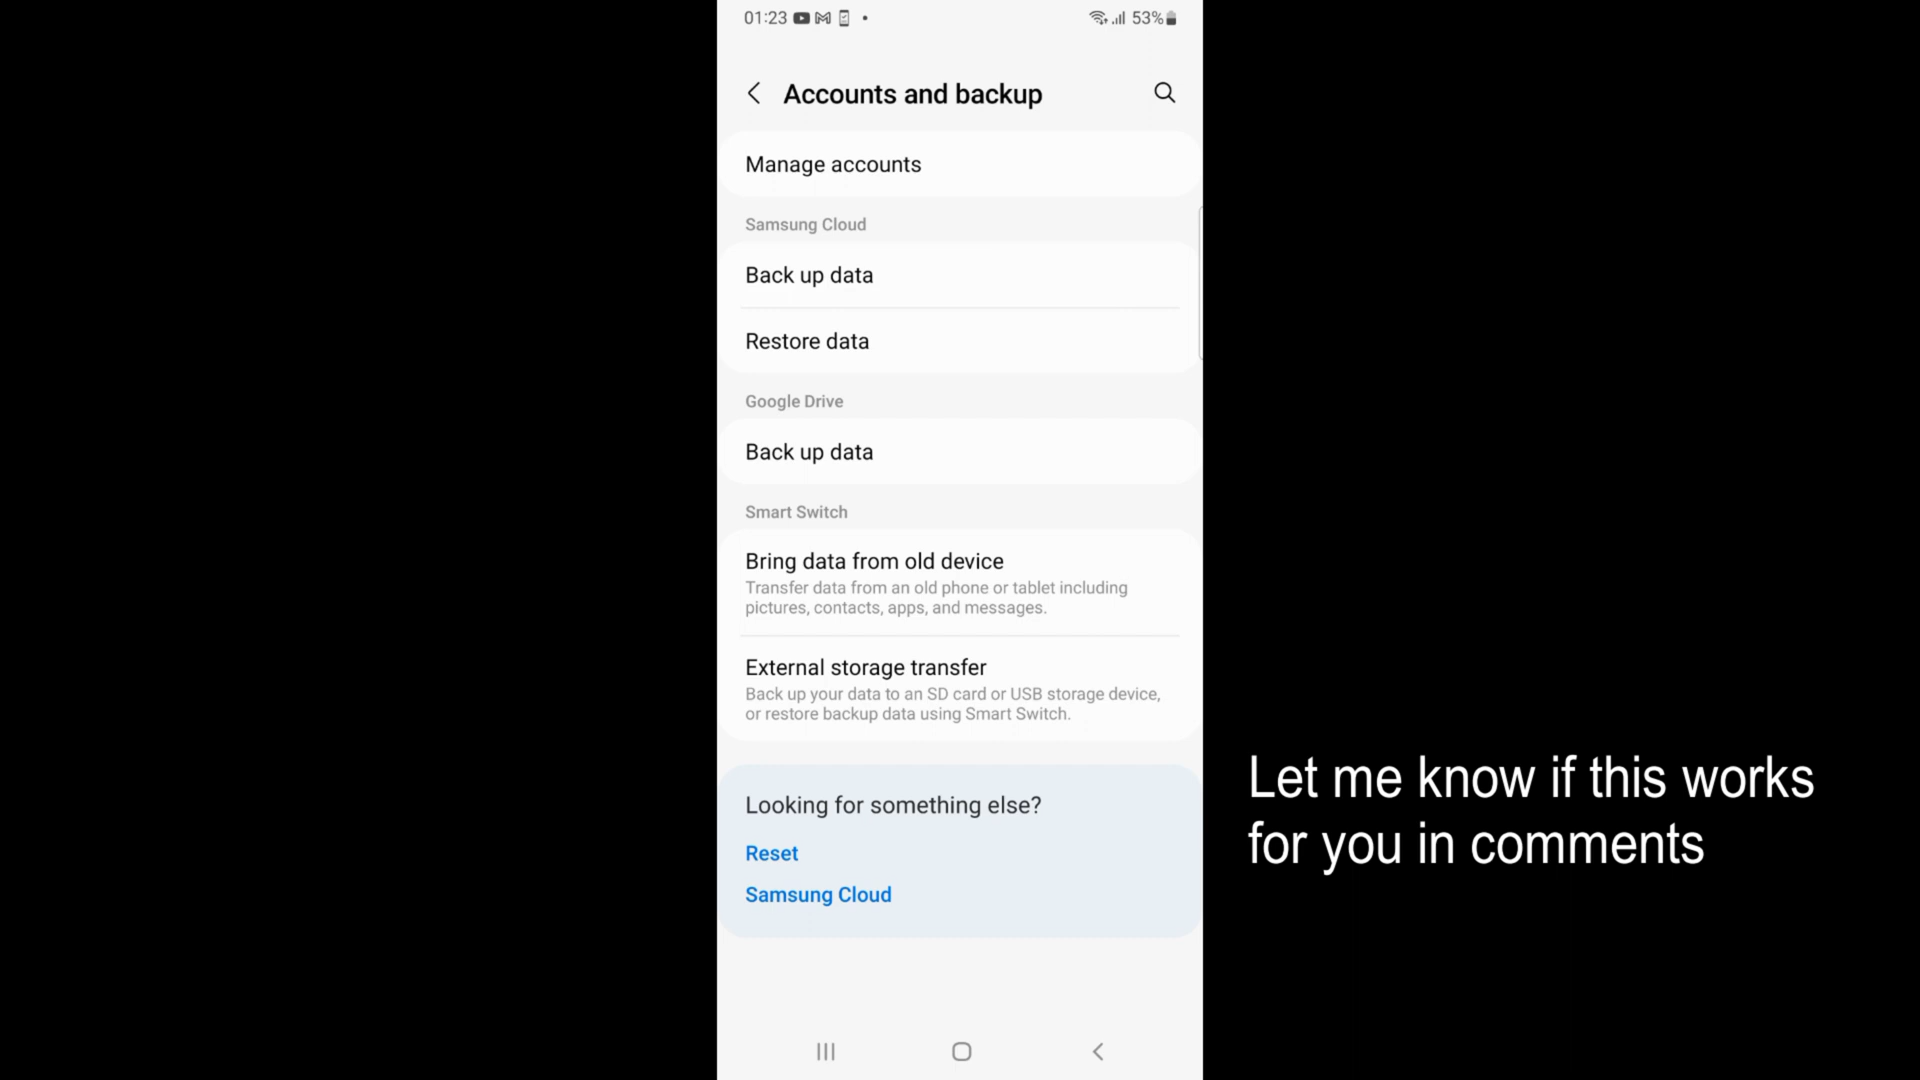 01:23
53%
Accounts and backup
Manage accounts
Samsung Cloud
Back up data
Restore data
Google Drive
Back up data
Smart Switch
Bring data from old device
Transfer data from an old phone or tablet including
pictures, contacts, apps, and messages.
External storage transfer
Back up your data to an SD card or USB storage device,
or restore backup data using Smart Switch.
Looking for something else?
Reset
Samsung Cloud
Let me know if this works
for you in comments